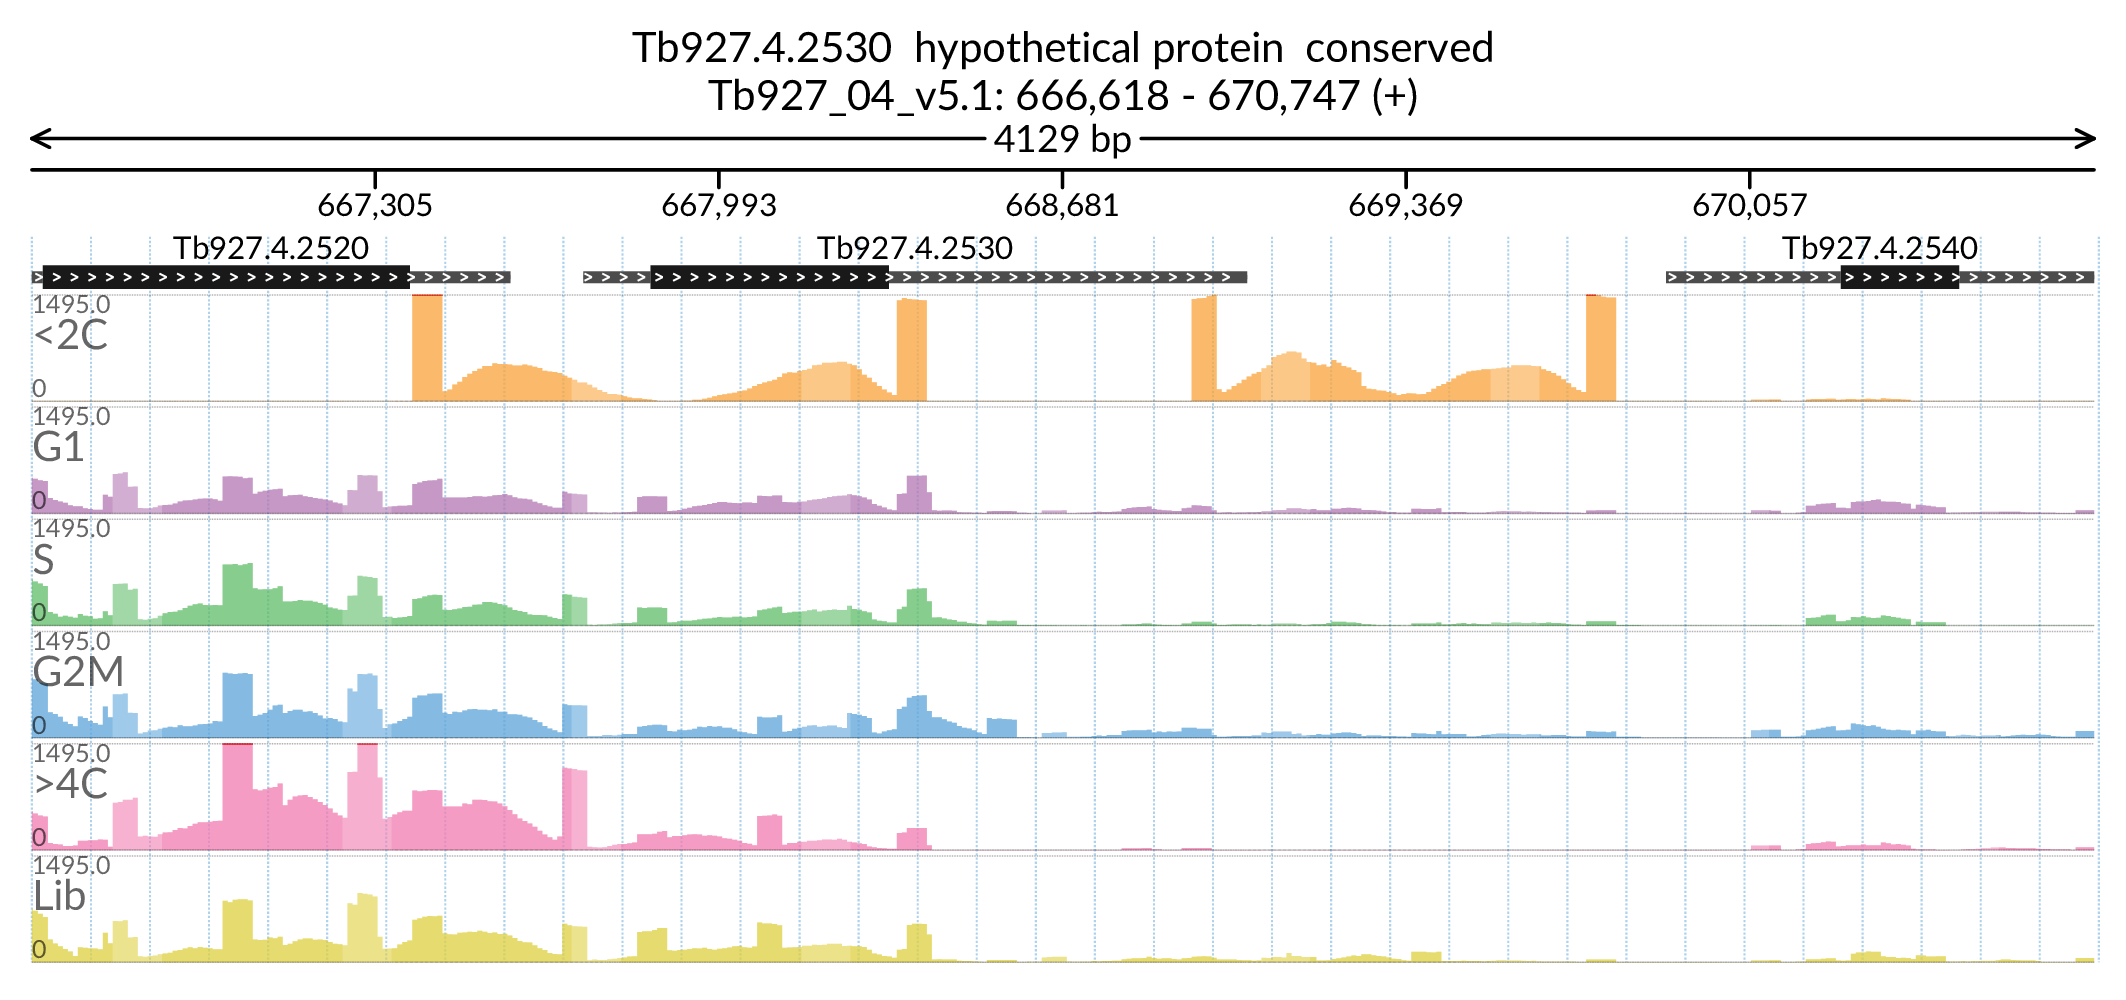 Tb927.4.2530  hypothetical protein  conserved
Tb927_04_v5.1: 666,618 - 670,747 (+)
4129 bp
667,305 667,993 668,681 669,369 670,057
Tb927.4.2520 Tb927.4.2530 Tb927.4.2540
1495.0
<2C
0
1495.0
G1
0
1495.0
S
0
1495.0
G2M
0
1495.0
>4C
0
1495.0
Lib
0